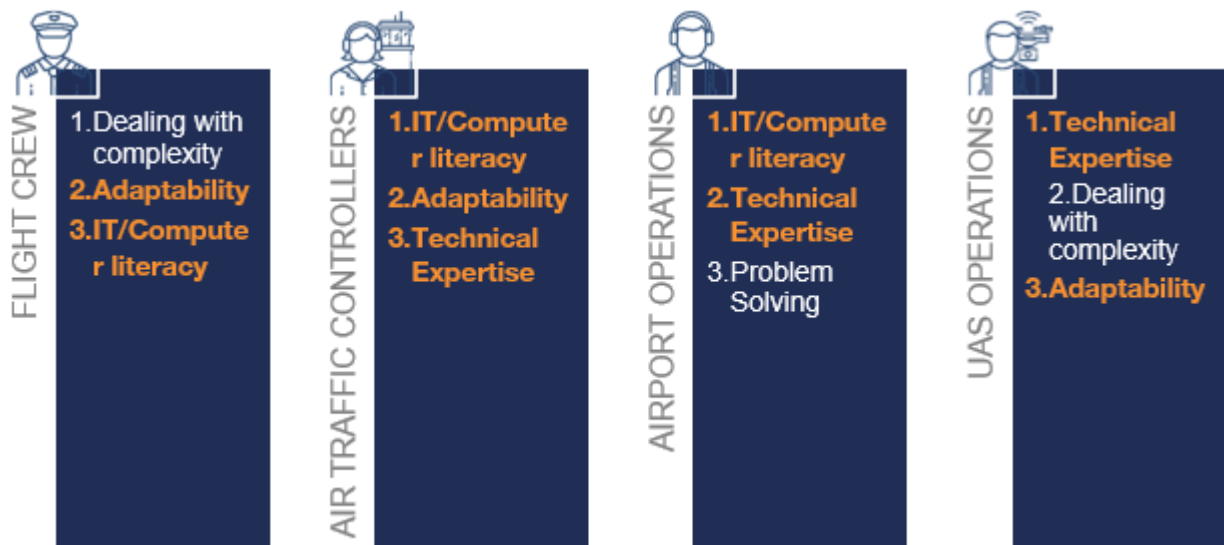 FLIGHT CREW
1.Dealing with
complexity
2.Adaptability
3.IT/Compute
r literacy
AIR TRAFFIC CONTROLLERS
1.IT/Compute
r literacy
2.Adaptability
3.Technical
Expertise
AIRPORT OPERATIONS
1.IT/Compute
r literacy
2.Technical
Expertise
3.Problem
Solving
UAS OPERATIONS
1.Technical
Expertise
2.Dealing
with
complexity
3.Adaptability